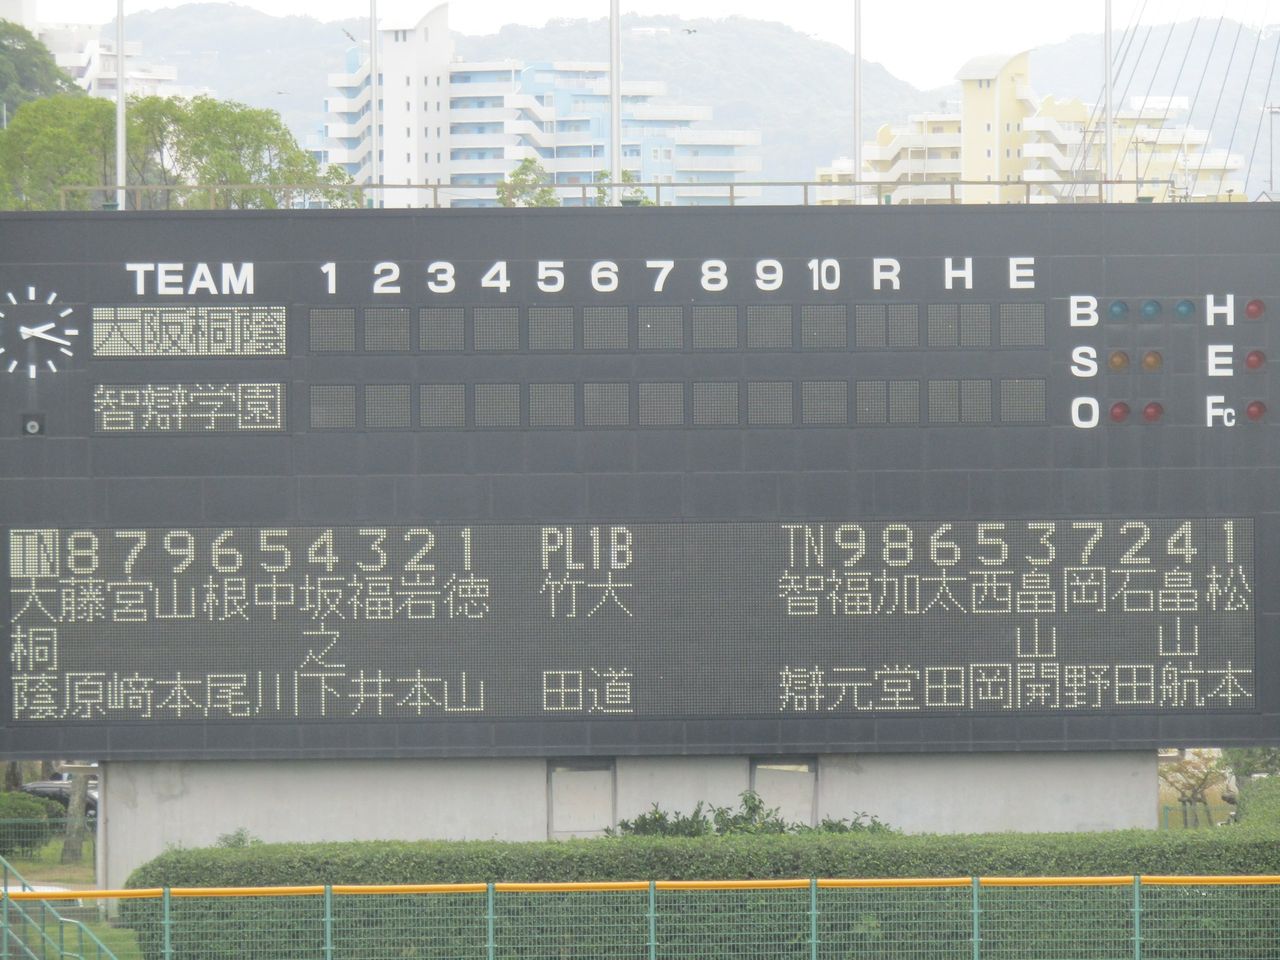 TEAM 1 2 3 4 5 6 7 8 9 10 R H E
大阪桐蔭
智辯学園
B H
S E
O Fc
TN 8 7 9 6 5 4 3 2 1 PL 1B TN 9 8 6 5 3 7 2 4 1
大 藤 宮 山 根 中 坂 福 岩 徳 竹 大 智 福 加 太 西 畠 岡 石 畠 松
桐 之 山 山
蔭 原 﨑 本 尾 川 下 井 本 山 田 道 辯 元 堂 田 岡 開 野 田 航 本